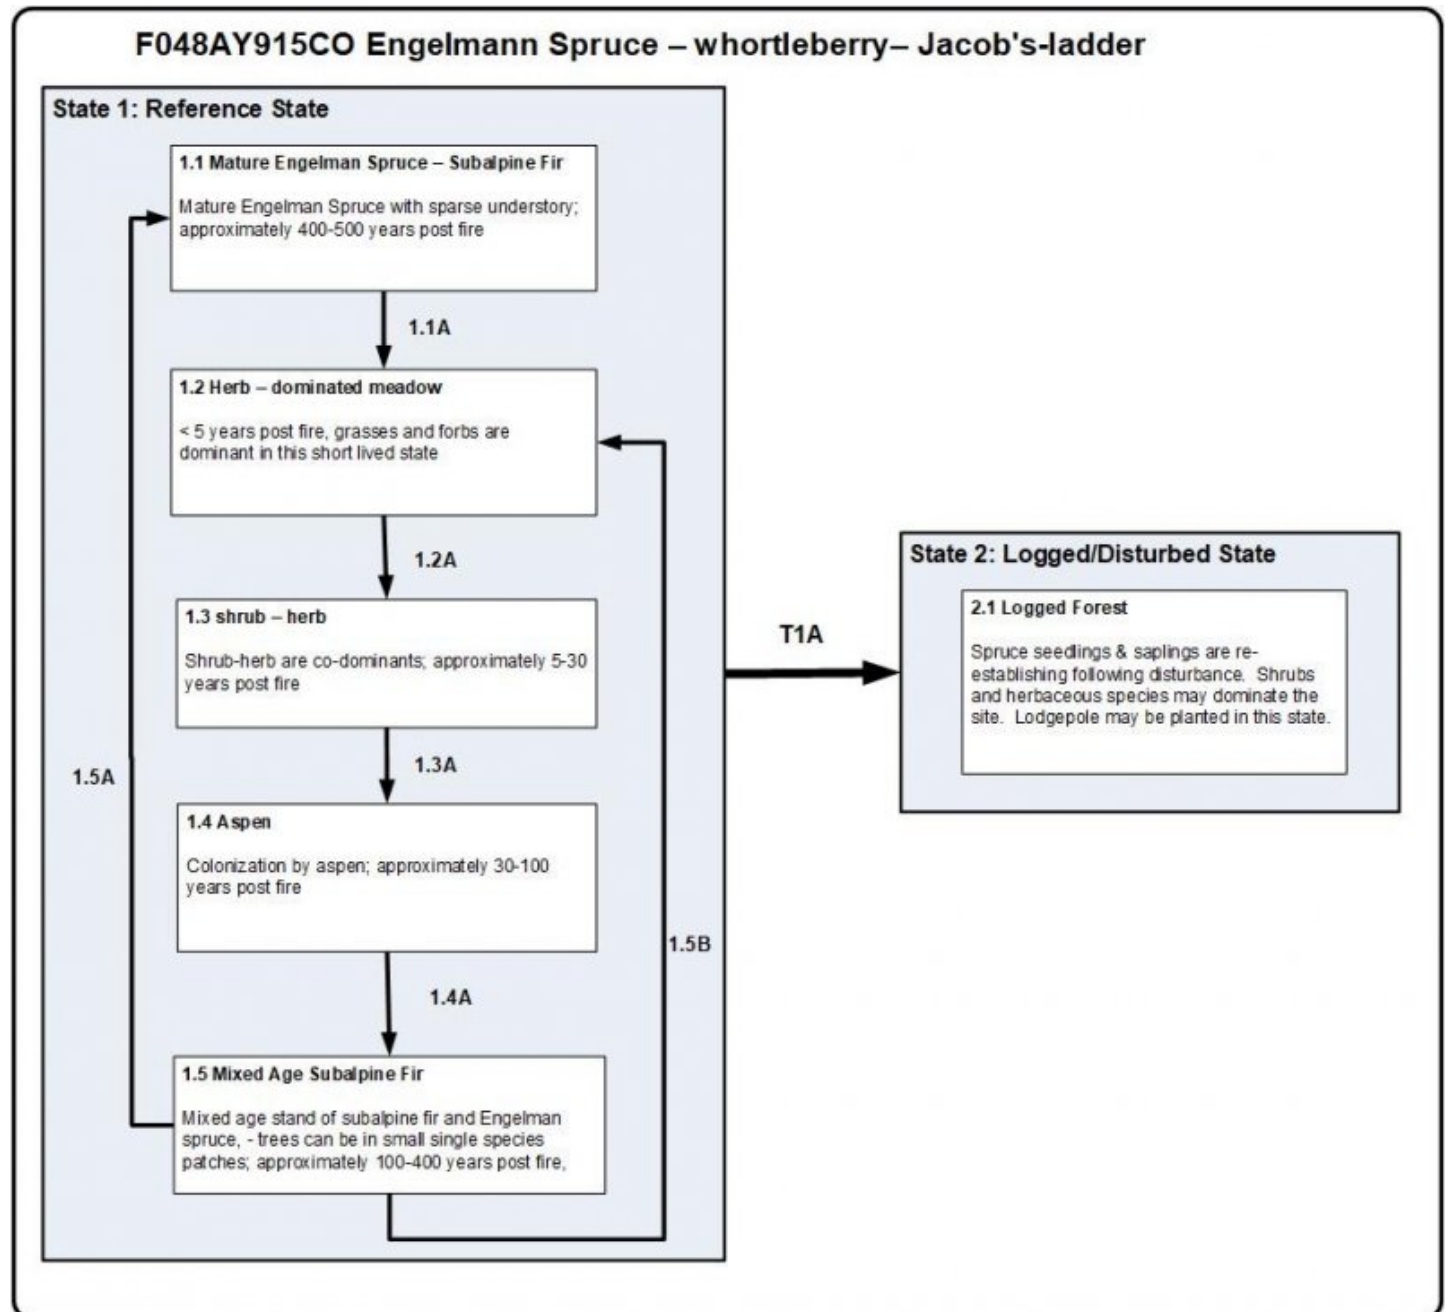 F048AY915CO Engelmann Spruce – whortleberry– Jacob's-ladder
State 1: Reference State
1.1 Mature Engelman Spruce – Subalpine Fir
Mature Engelman Spruce with sparse understory;
approximately 400-500 years post fire
1.1A
1.2 Herb – dominated meadow
< 5 years post fire, grasses and forbs are
dominant in this short lived state
1.2A
1.3 shrub – herb
Shrub-herb are co-dominants; approximately 5-30
years post fire
1.3A
1.4 Aspen
Colonization by aspen; approximately 30-100
years post fire
1.4A
1.5 Mixed Age Subalpine Fir
Mixed age stand of subalpine fir and Engelman
spruce, - trees can be in small single species
patches; approximately 100-400 years post fire,
1.5A
1.5B
T1A
State 2: Logged/Disturbed State
2.1 Logged Forest
Spruce seedlings & saplings are re-
establishing following disturbance. Shrubs
and herbaceous species may dominate the
site. Lodgepole may be planted in this state.